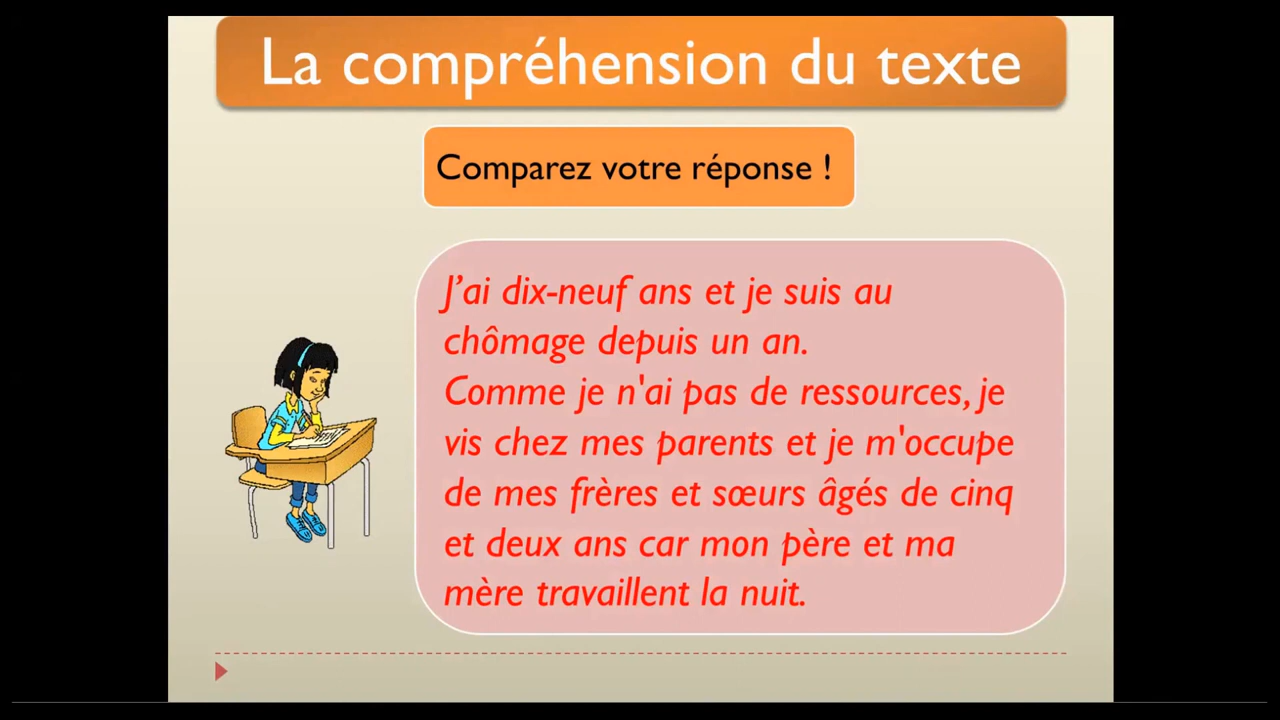 La compréhension du texte
Comparez votre réponse !
J’ai dix-neuf ans et je suis au
chômage depuis un an.
Comme je n'ai pas de ressources, je
vis chez mes parents et je m'occupe
de mes frères et sœurs âgés de cinq
et deux ans car mon père et ma
mère travaillent la nuit.